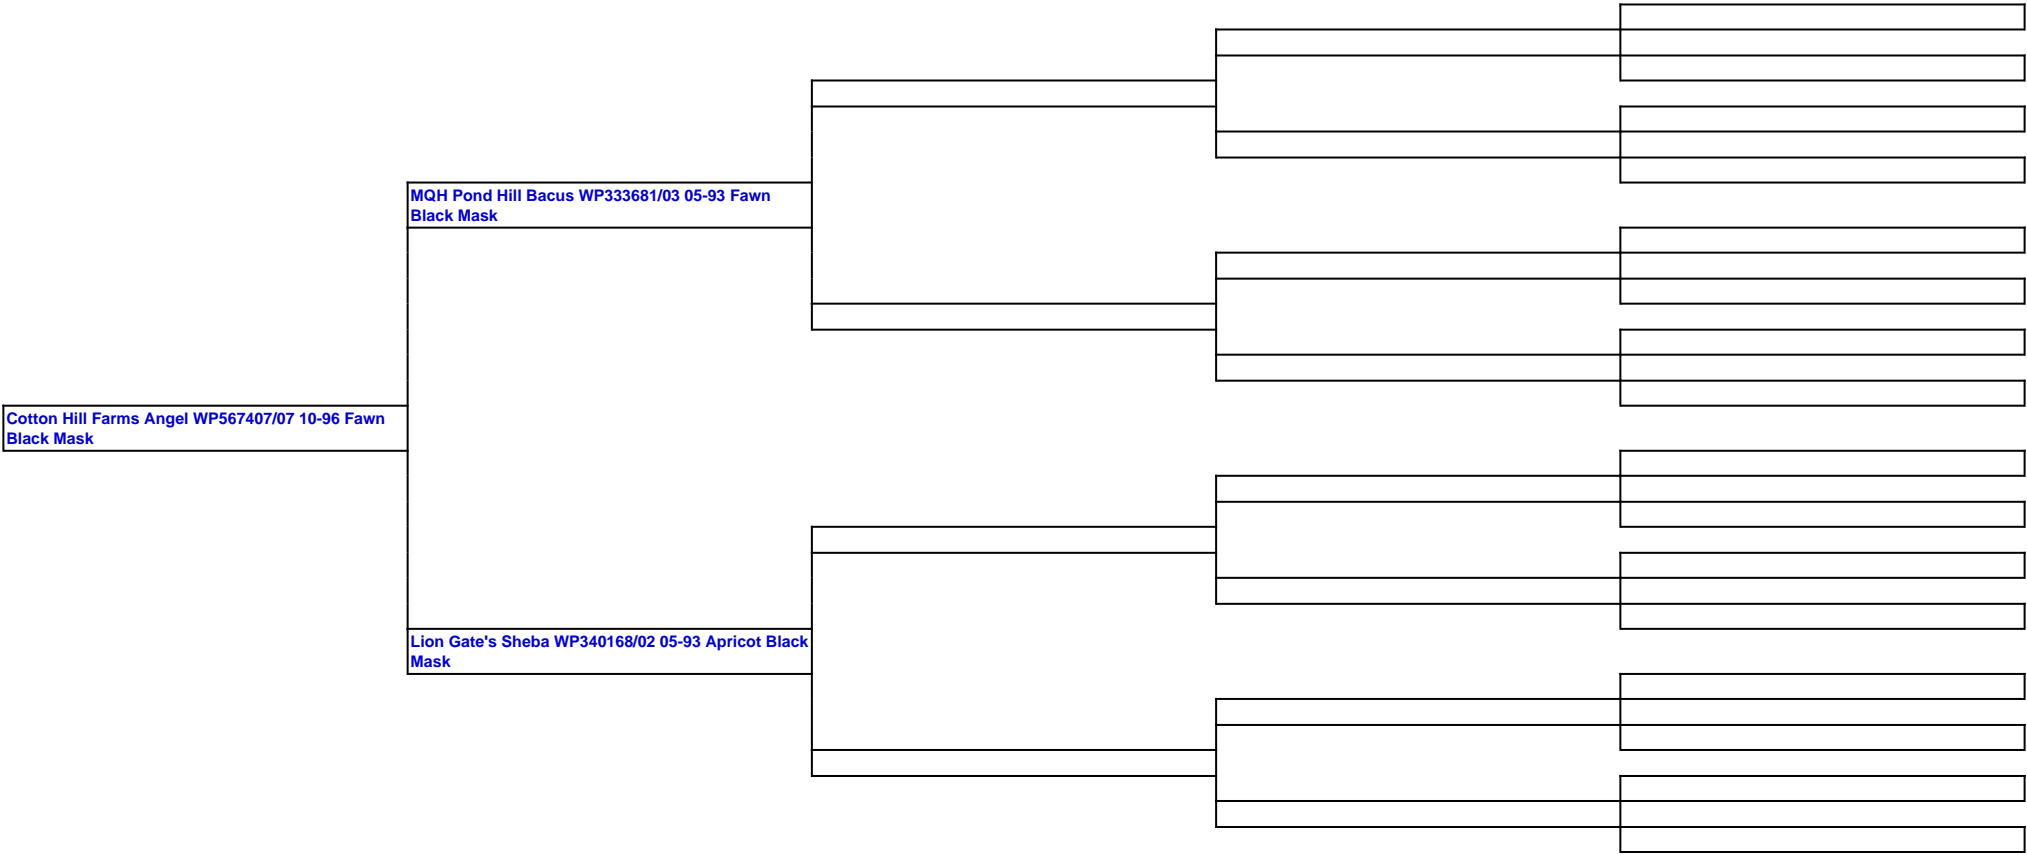 MQH Pond Hill Bacus WP333681/03 05-93 Fawn
Black Mask
Cotton Hill Farms Angel WP567407/07 10-96 Fawn
Black Mask
Lion Gate's Sheba WP340168/02 05-93 Apricot Black
Mask